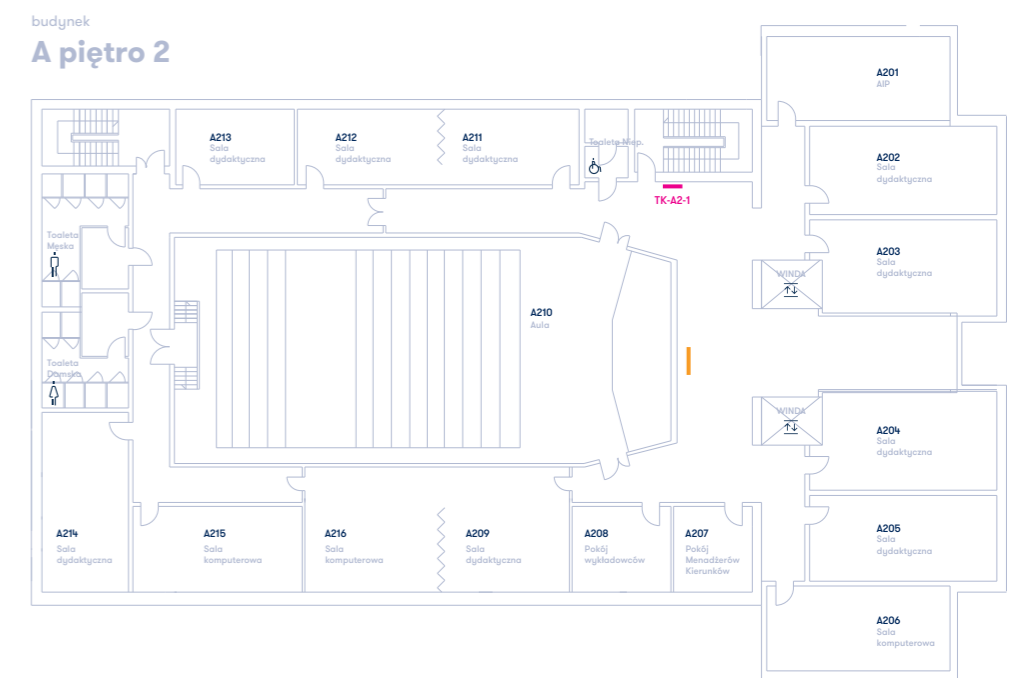 budynek
A piętro 2
A201
AIP
A213
Sala
dydaktyczna
A212
Sala
dydaktyczna
A211
Sala
dydaktyczna
Toaleta Niep.
A202
Sala
dydaktyczna
TK-A2-1
Toaleta
Męska
A203
Sala
dydaktyczna
WINDA
A210
Aula
Toaleta
Damska
WINDA
A204
Sala
dydaktyczna
A214
Sala
dydaktyczna
A215
Sala
komputerowa
A216
Sala
komputerowa
A209
Sala
dydaktyczna
A208
Pokój
wykładowców
A207
Pokój
Menadżerów
Kierunków
A205
Sala
dydaktyczna
A206
Sala
komputerowa